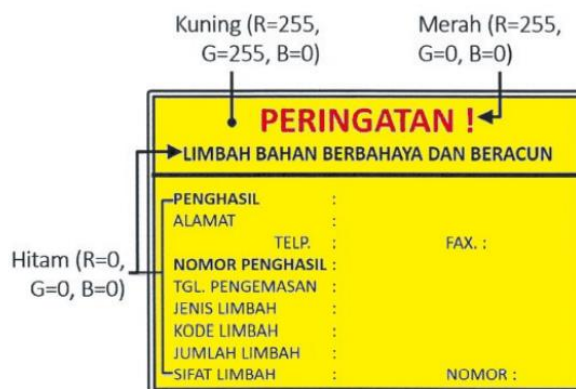 Kuning (R=255,
G=255, B=0)
Merah (R=255,
G=0, B=0)
PERINGATAN !
LIMBAH BAHAN BERBAHAYA DAN BERACUN
PENGHASIL :
ALAMAT :
TELP. : FAX. :
NOMOR PENGHASIL :
TGL. PENGEMASAN :
JENIS LIMBAH :
KODE LIMBAH :
JUMLAH LIMBAH :
SIFAT LIMBAH : NOMOR :
Hitam (R=0,
G=0, B=0)